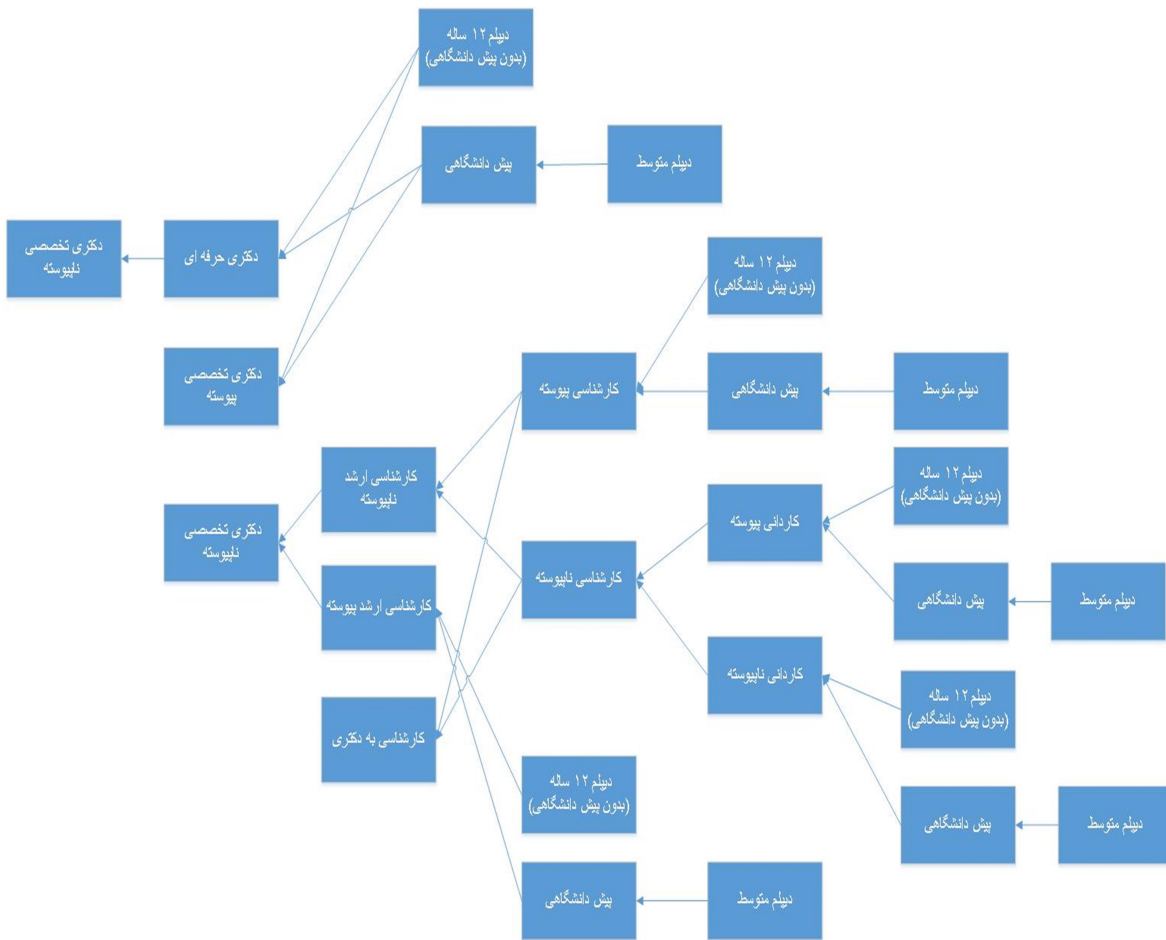 دیپلم ۱۲ ساله
(بدون پیش دانشگاهی)
دیپلم متوسط
پیش دانشگاهی
دکتری حرفه ای
دکتری تخصصی
ناپیوسته
دیپلم ۱۲ ساله
(بدون پیش دانشگاهی)
دیپلم متوسط
پیش دانشگاهی
کارشناسی پیوسته
دکتری تخصصی
پیوسته
دیپلم ۱۲ ساله
(بدون پیش دانشگاهی)
کارشناسی ارشد
ناپیوسته
کاردانی پیوسته
دکتری تخصصی
ناپیوسته
دیپلم متوسط
پیش دانشگاهی
کارشناسی ناپیوسته
کارشناسی ارشد پیوسته
کاردانی ناپیوسته
دیپلم ۱۲ ساله
(بدون پیش دانشگاهی)
کارشناسی به دکتری
دیپلم ۱۲ ساله
(بدون پیش دانشگاهی)
دیپلم متوسط
پیش دانشگاهی
دیپلم متوسط
پیش دانشگاهی